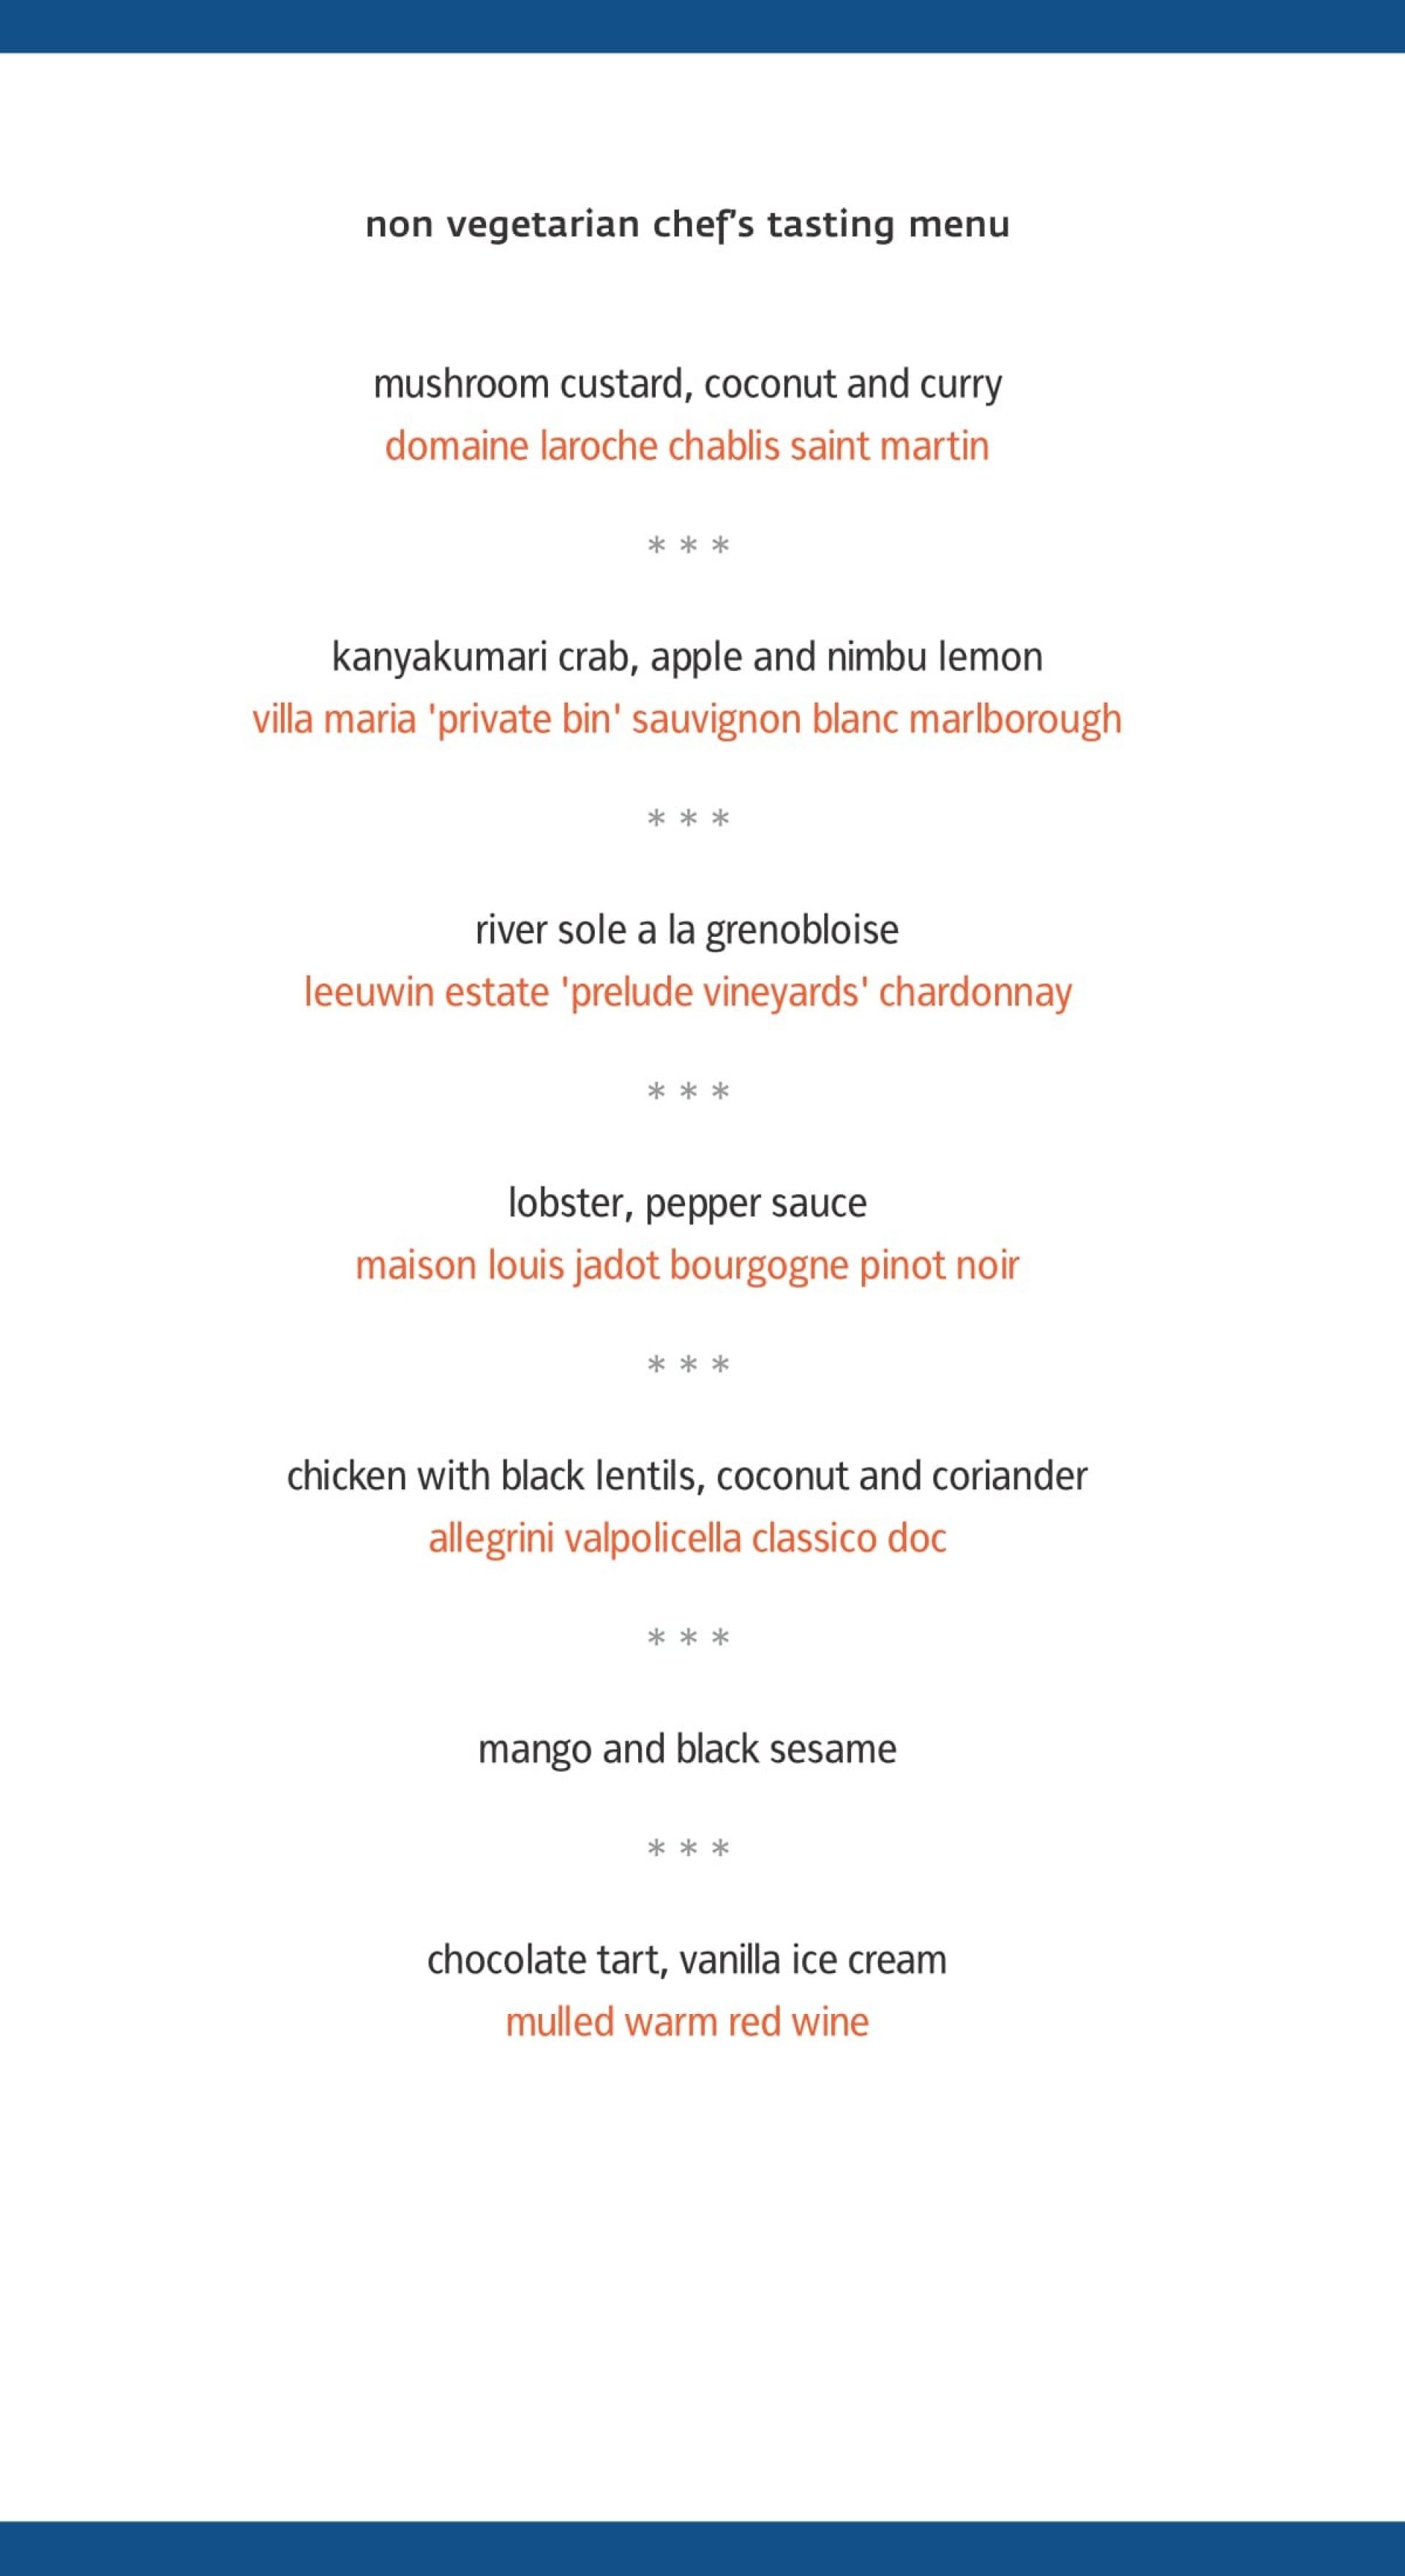 non vegetarian chef's tasting menu
mushroom custard, coconut and curry
domaine laroche chablis saint martin
* * *
kanyakumari crab, apple and nimbu lemon
villa maria 'private bin' sauvignon blanc marlborough
* * *
river sole a la grenobloise
leeuwin estate 'prelude vineyards' chardonnay
* * *
lobster, pepper sauce
maison louis jadot bourgogne pinot noir
* * *
chicken with black lentils, coconut and coriander
allegrini valpolicella classico doc
* * *
mango and black sesame
* * *
chocolate tart, vanilla ice cream
mulled warm red wine